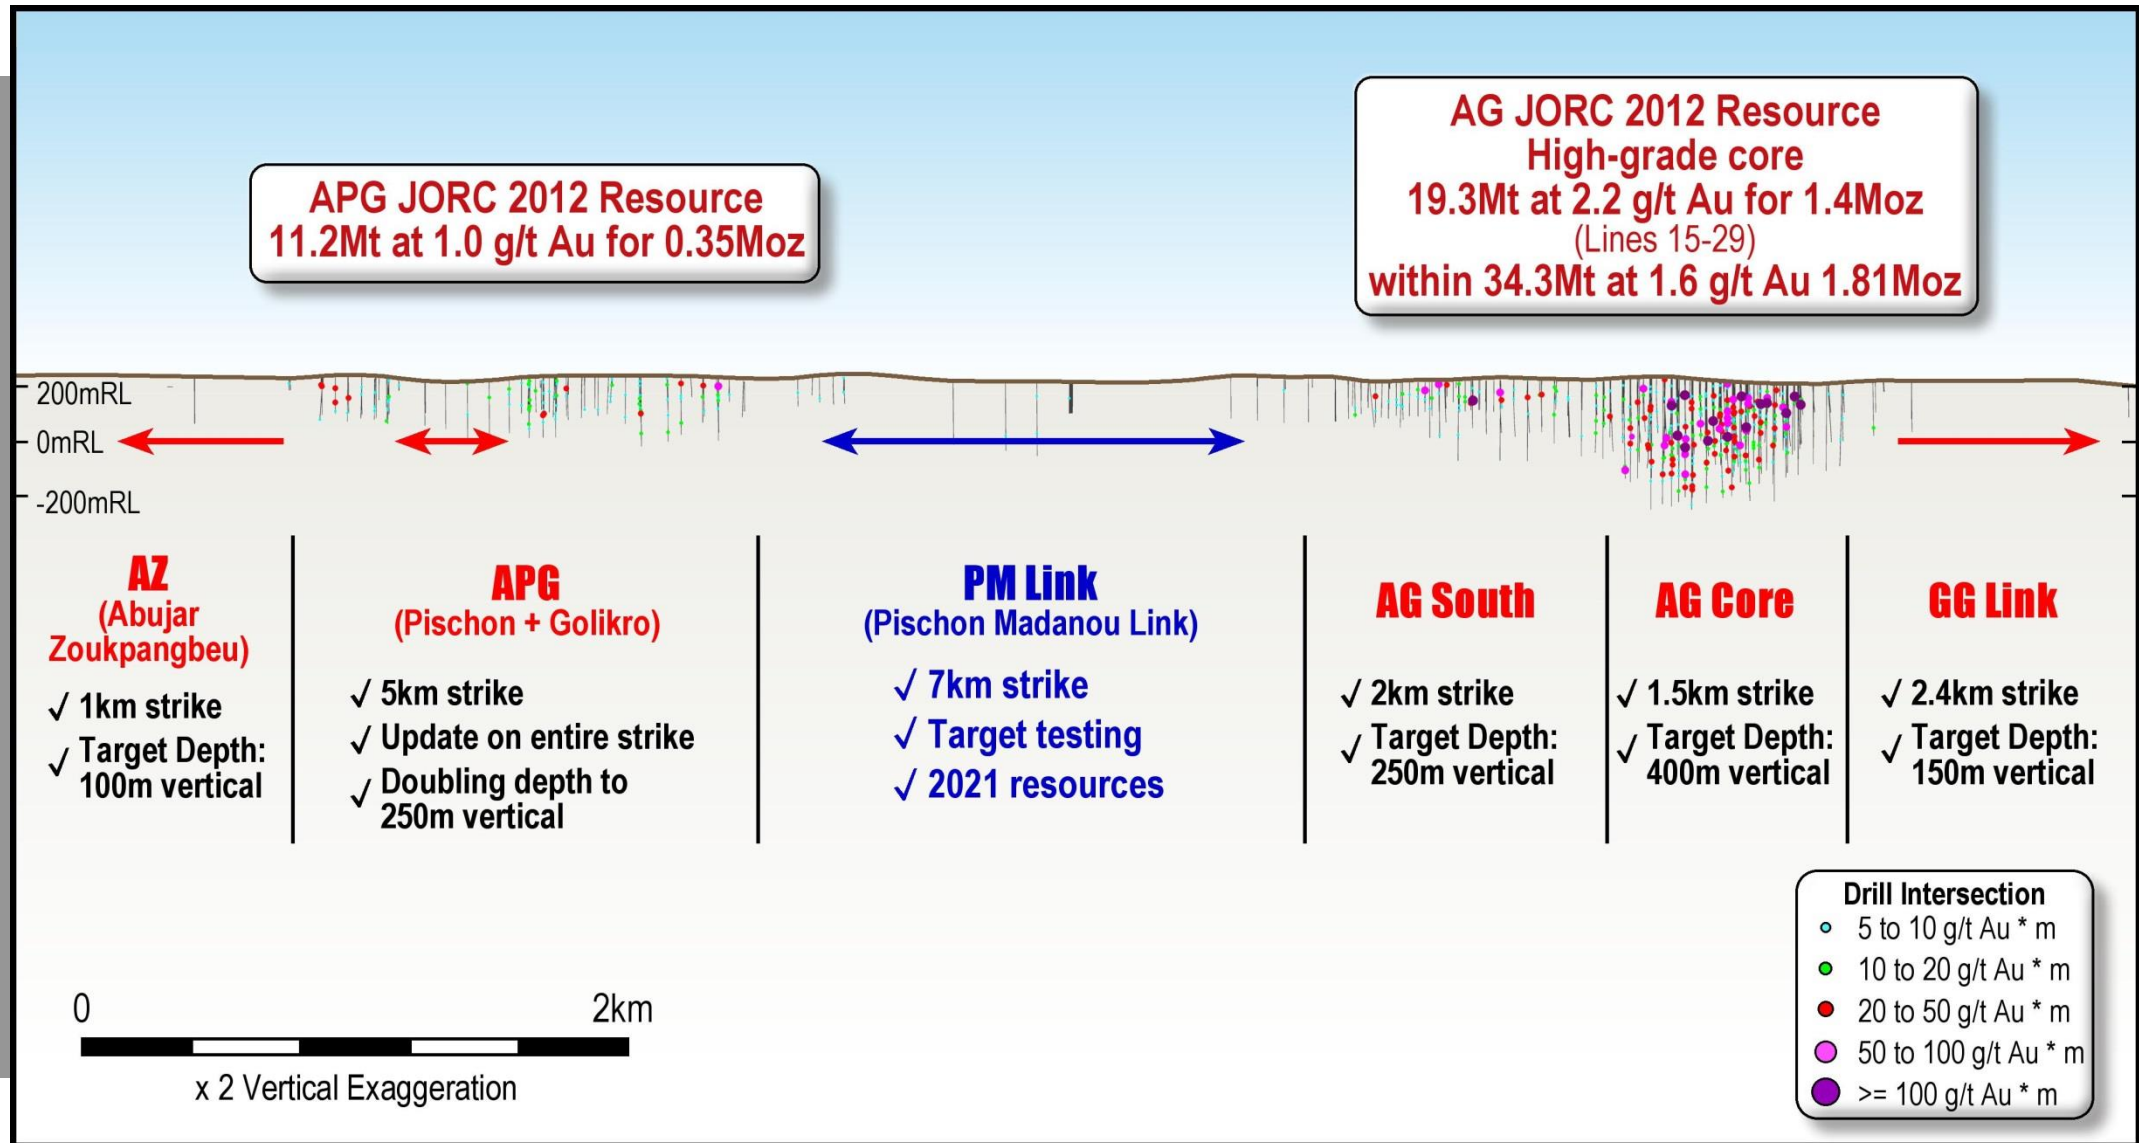 APG JORC 2012 Resource
11.2Mt at 1.0 g/t Au for 0.35Moz
AG JORC 2012 Resource
High-grade core
19.3Mt at 2.2 g/t Au for 1.4Moz
(Lines 15-29)
within 34.3Mt at 1.6 g/t Au 1.81Moz
200mRL
0mRL
-200mRL
AZ
(Abujar
Zoukpangbeu)
√ 1km strike
√ Target Depth:
100m vertical
APG
(Pischon + Golikro)
√ 5km strike
√ Update on entire strike
√ Doubling depth to
250m vertical
PM Link
(Pischon Madanou Link)
√ 7km strike
√ Target testing
√ 2021 resources
AG South
√ 2km strike
√ Target Depth:
250m vertical
AG Core
√ 1.5km strike
√ Target Depth:
400m vertical
GG Link
√ 2.4km strike
√ Target Depth:
150m vertical
0 2km
x 2 Vertical Exaggeration
Drill Intersection
5 to 10 g/t Au * m
10 to 20 g/t Au * m
20 to 50 g/t Au * m
50 to 100 g/t Au * m
>= 100 g/t Au * m